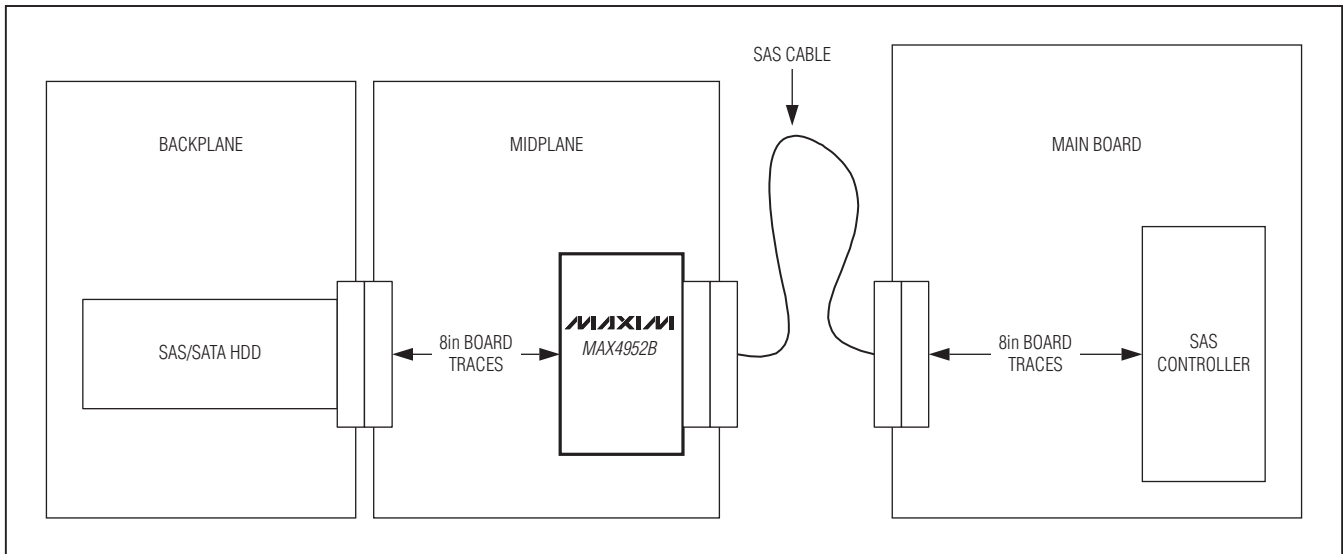 SAS CABLE
BACKPLANE
MIDPLANE
MAIN BOARD
SAS/SATA HDD
8in BOARD
TRACES
MAXIM
MAX4952B
8in BOARD
TRACES
SAS
CONTROLLER